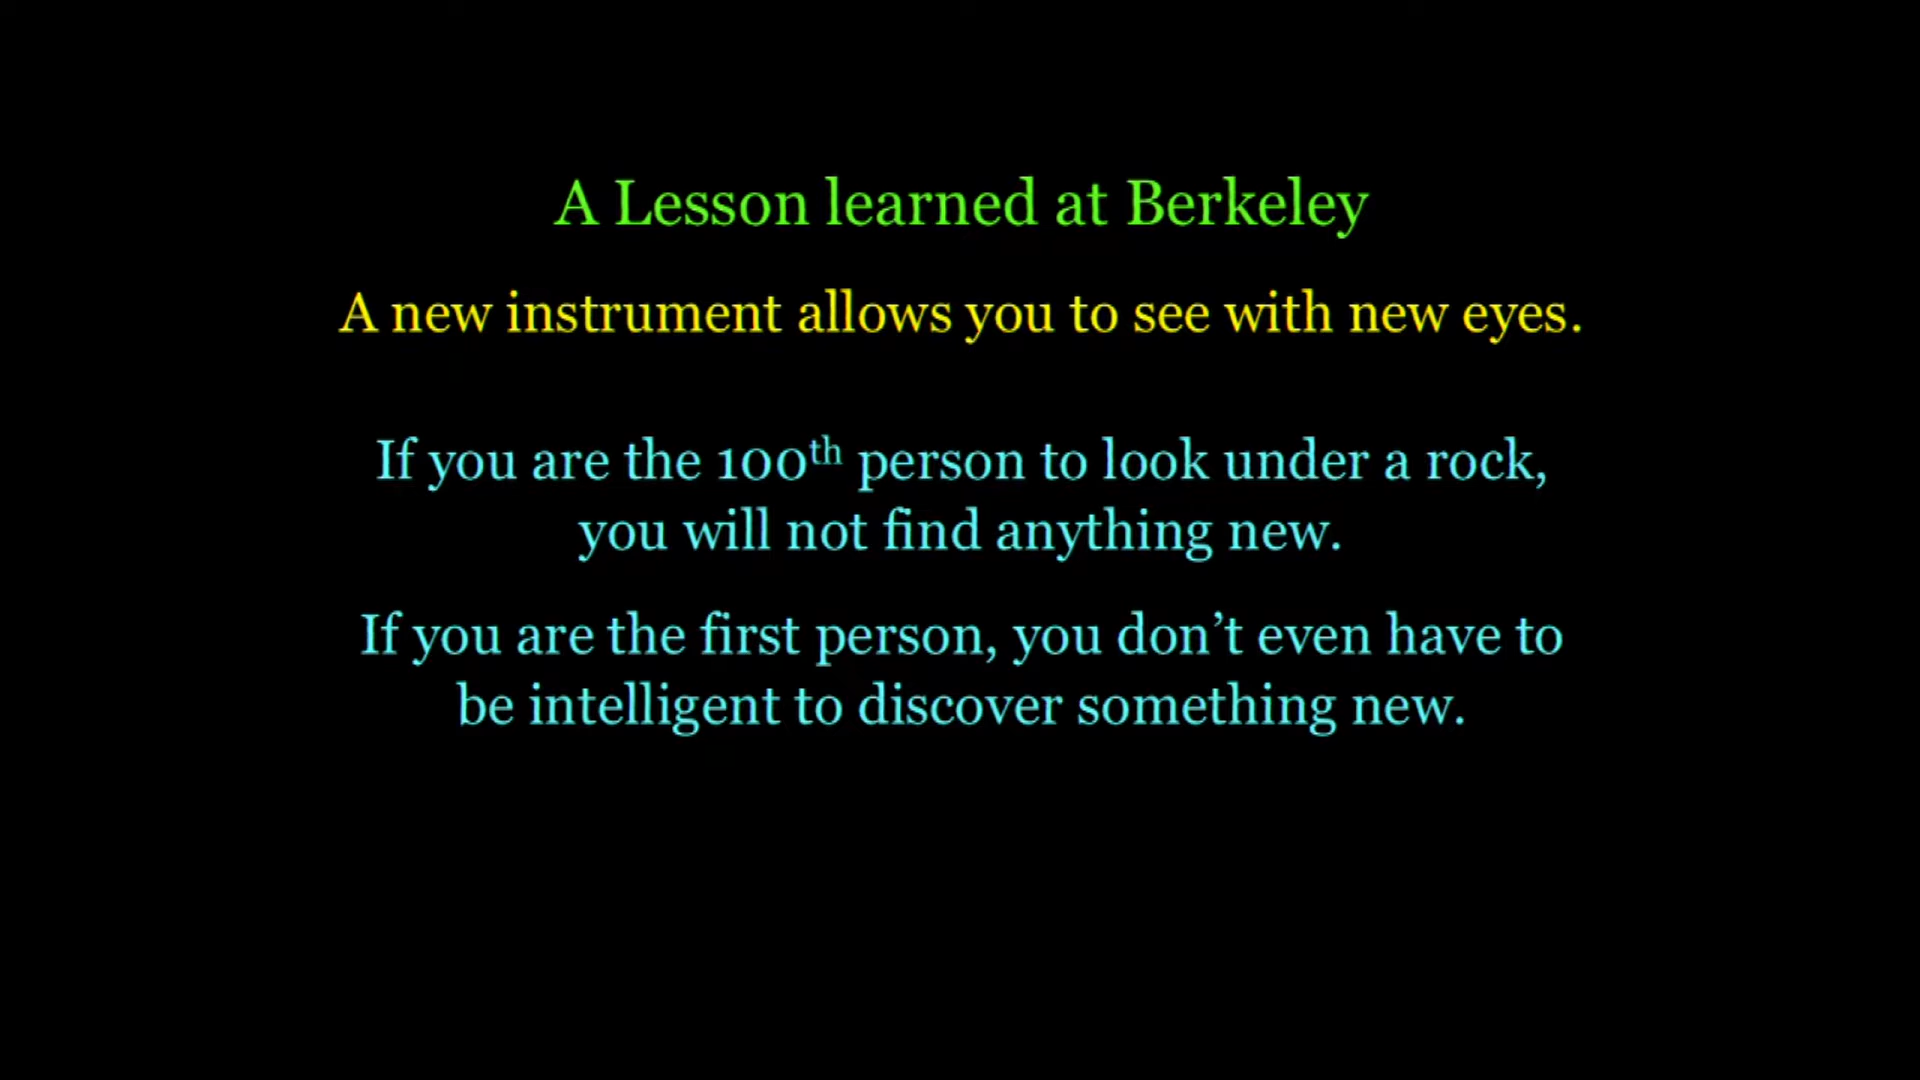 A Lesson learned at Berkeley
A new instrument allows you to see with new eyes.
If you are the 100th person to look under a rock,
you will not find anything new.
If you are the first person, you don’t even have to
be intelligent to discover something new.